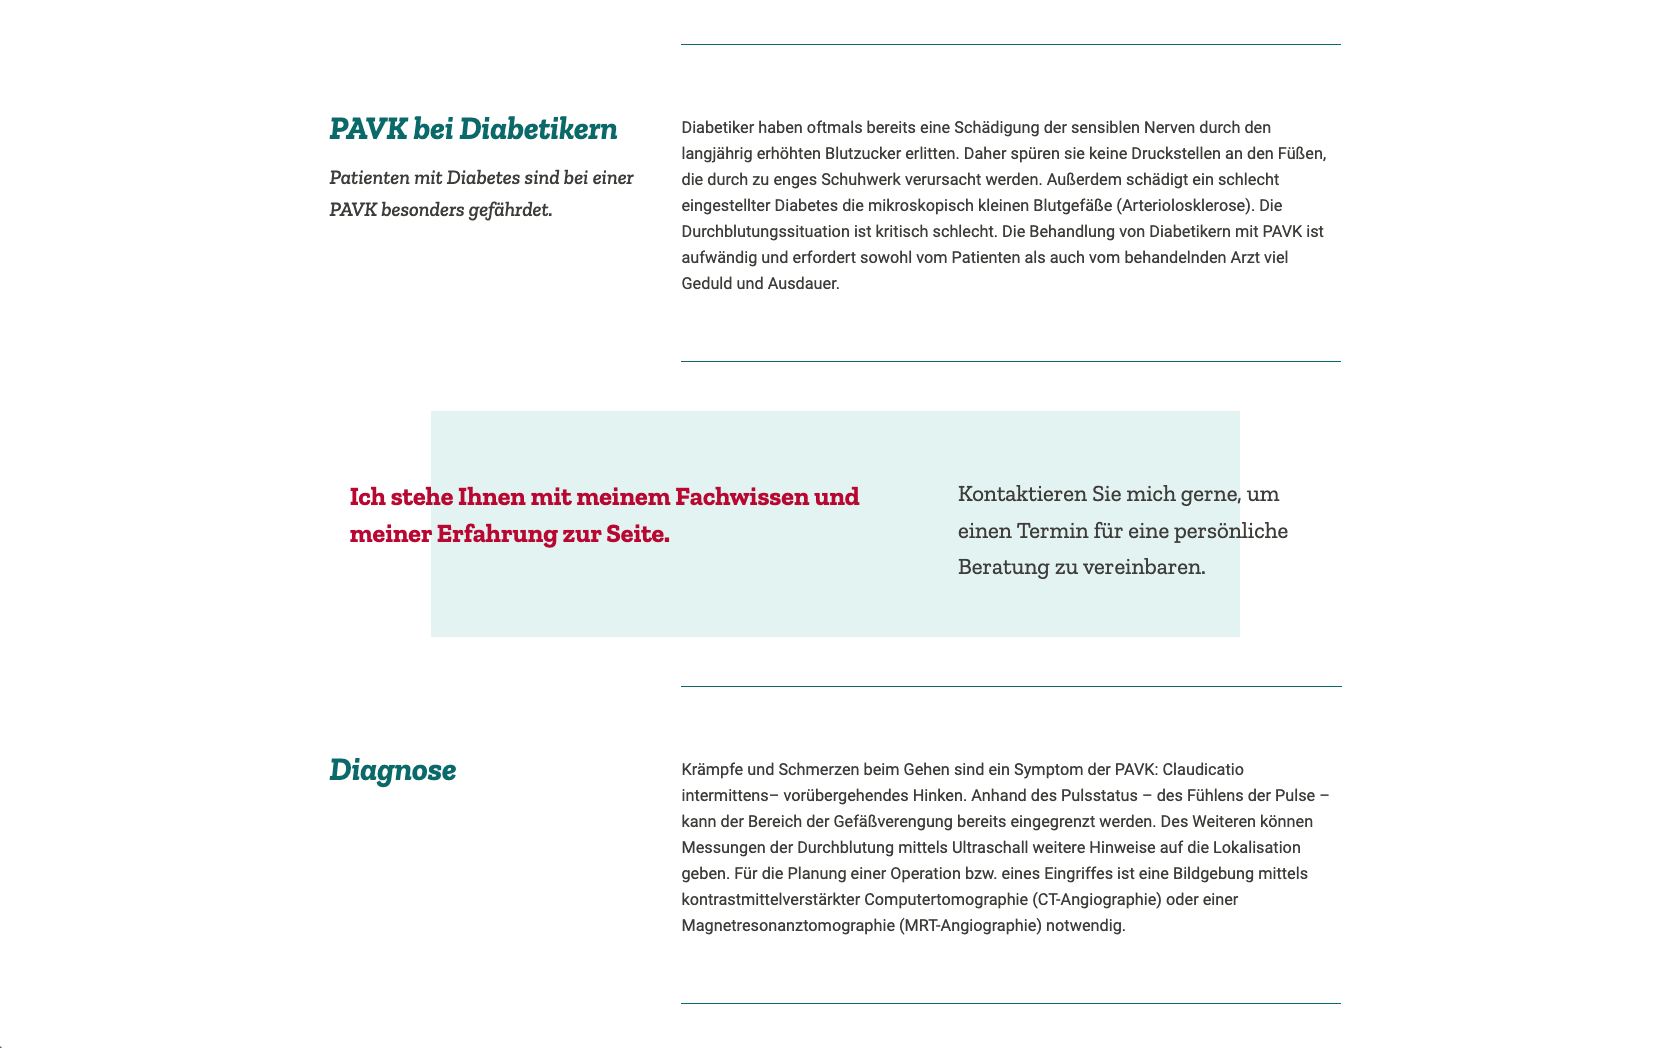 PAVK bei Diabetikern
Patienten mit Diabetes sind bei einer
PAVK besonders gefährdet.
Diabetiker haben oftmals bereits eine Schädigung der sensiblen Nerven durch den
langjährig erhöhten Blutzucker erlitten. Daher spüren sie keine Druckstellen an den Füßen,
die durch zu enges Schuhwerk verursacht werden. Außerdem schädigt ein schlecht
eingestellter Diabetes die mikroskopisch kleinen Blutgefäße (Arteriolosklerose). Die
Durchblutungssituation ist kritisch schlecht. Die Behandlung von Diabetikern mit PAVK ist
aufwändig und erfordert sowohl vom Patienten als auch vom behandelnden Arzt viel
Geduld und Ausdauer.
Ich stehe Ihnen mit meinem Fachwissen und
meiner Erfahrung zur Seite.
Kontaktieren Sie mich gerne, um
einen Termin für eine persönliche
Beratung zu vereinbaren.
Diagnose
Krämpfe und Schmerzen beim Gehen sind ein Symptom der PAVK: Claudicatio
intermittens– vorübergehendes Hinken. Anhand des Pulsstatus – des Fühlens der Pulse –
kann der Bereich der Gefäßverengung bereits eingegrenzt werden. Des Weiteren können
Messungen der Durchblutung mittels Ultraschall weitere Hinweise auf die Lokalisation
geben. Für die Planung einer Operation bzw. eines Eingriffes ist eine Bildgebung mittels
kontrastmittelverstärkter Computertomographie (CT-Angiographie) oder einer
Magnetresonanztomographie (MRT-Angiographie) notwendig.